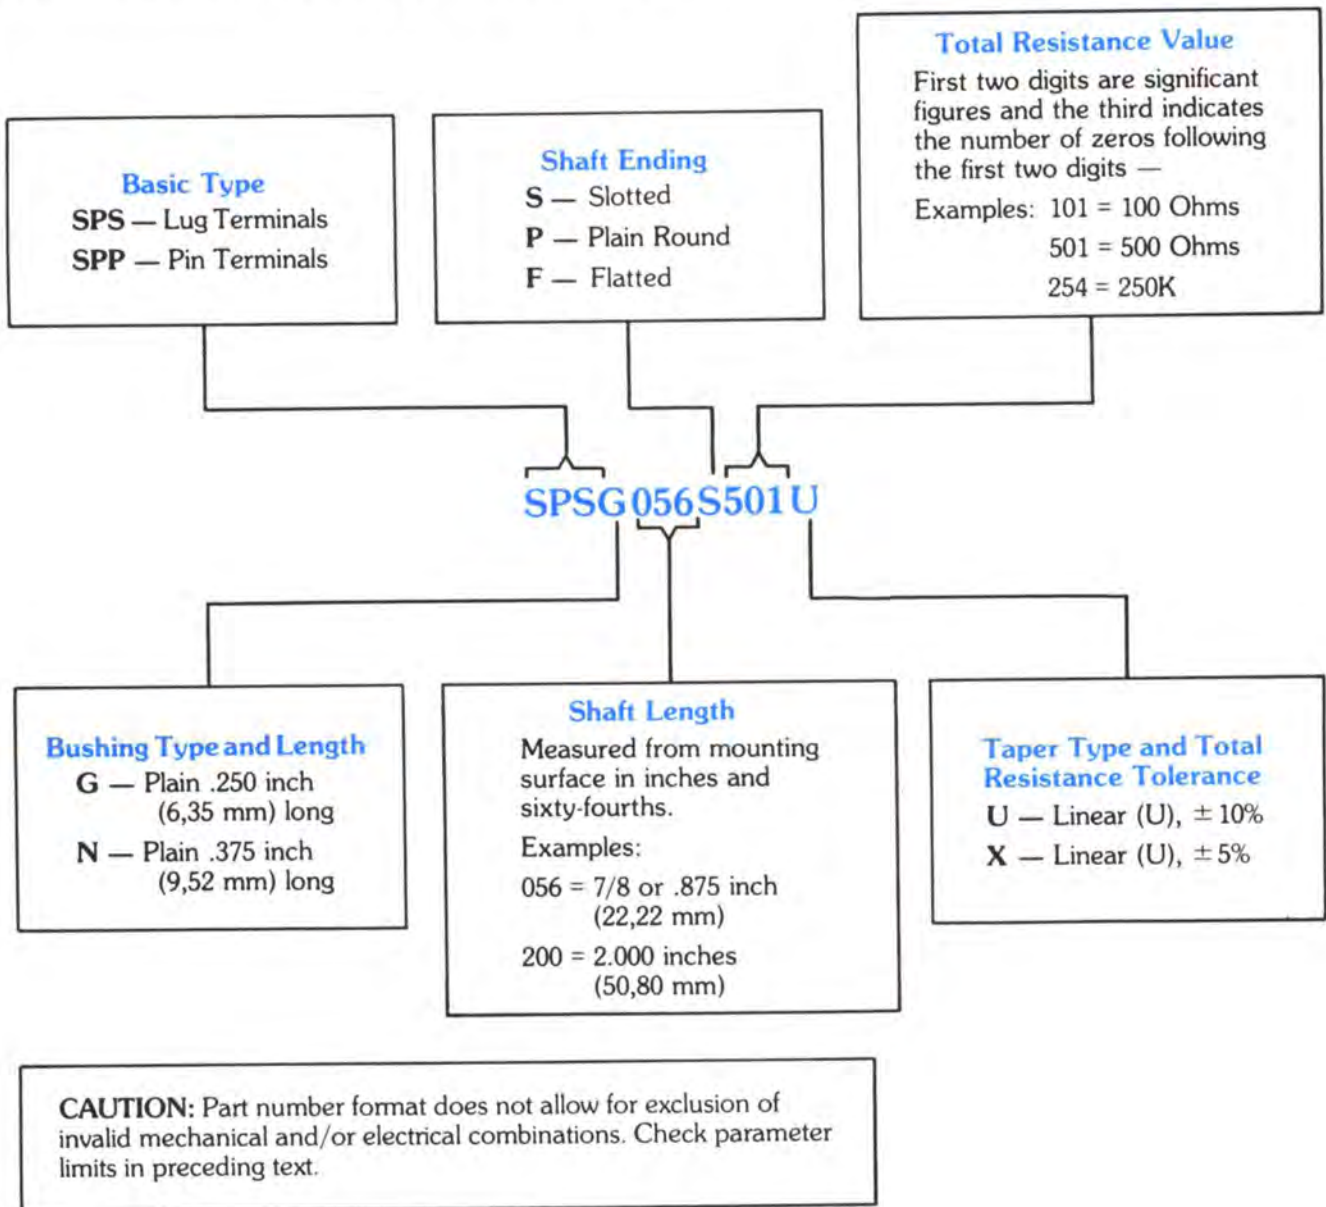 Total Resistance Value
First two digits are significant
figures and the third indicates
the number of zeros following
the first two digits —
Examples: 101 = 100 Ohms
501 = 500 Ohms
254 = 250K
Basic Type
SPS — Lug Terminals
SPP — Pin Terminals
Shaft Ending
S — Slotted
P — Plain Round
F — Flatted
SPSG056S501U
Bushing Type and Length
G — Plain .250 inch
(6,35 mm) long
N — Plain .375 inch
(9,52 mm) long
Shaft Length
Measured from mounting
surface in inches and
sixty-fourths.
Examples:
056 = 7/8 or .875 inch
(22,22 mm)
200 = 2.000 inches
(50,80 mm)
Taper Type and Total
Resistance Tolerance
U — Linear (U), ± 10%
X — Linear (U), ± 5%
CAUTION: Part number format does not allow for exclusion of
invalid mechanical and/or electrical combinations. Check parameter
limits in preceding text.